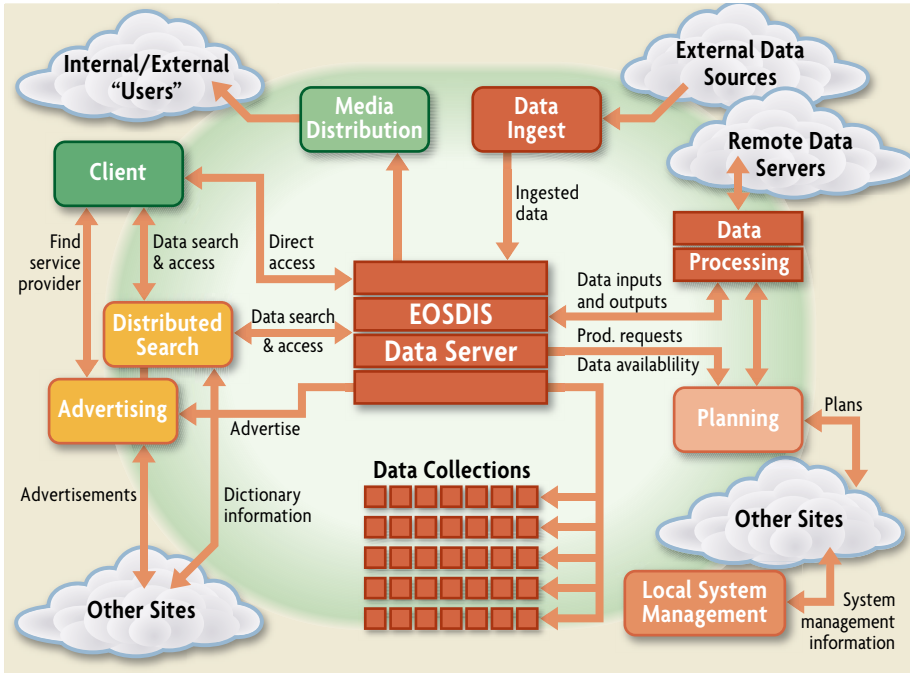 Internal/External
“Users”
Media
Distribution
Data
Ingest
External Data
Sources
Remote Data
Servers
Client
Ingested
data
Find
service
provider
Data search
& access
Direct
access
Data
Processing
Data inputs
and outputs
EOSDIS
Data Server
Distributed
Search
Data search
& access
Prod. requests
Data availablility
Advertising
Advertise
Planning
Plans
Advertisements
Dictionary
information
Data Collections
Other Sites
Other Sites
Local System
Management
System
management
information